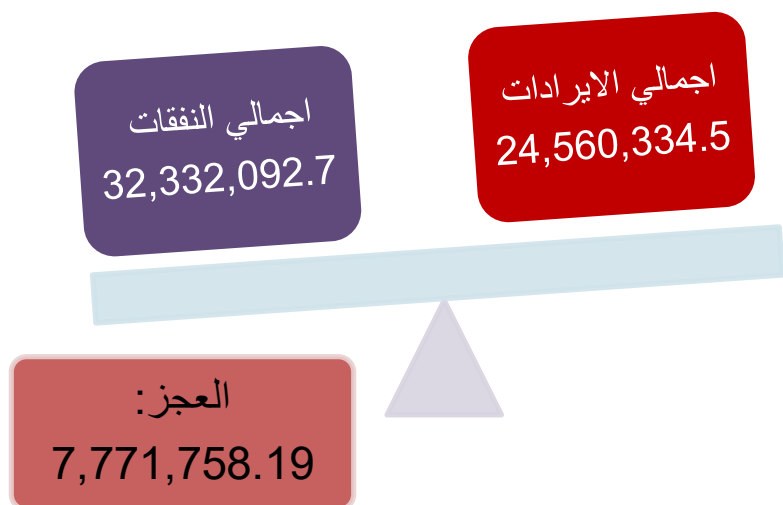 اجمالي الايرادات
24,560,334.5
اجمالي النفقات
32,332,092.7
العجز:
7,771,758.19